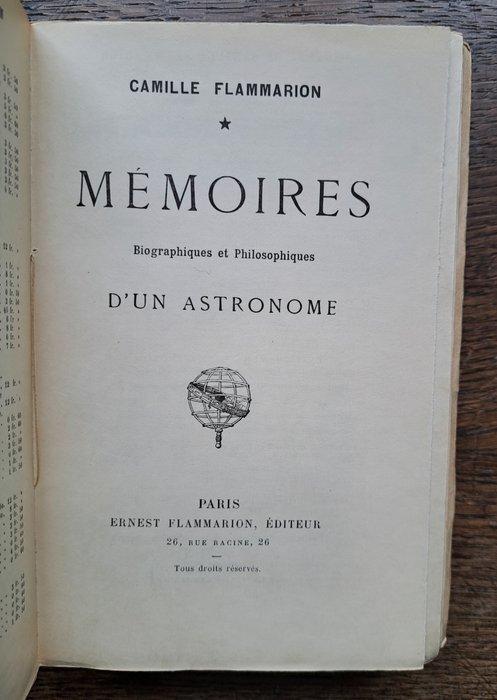 CAMILLE FLAMMARION
★
MÉMOIRES
Biographiques et Philosophiques
D'UN ASTRONOME
PARIS
ERNEST FLAMMARION, ÉDITEUR
26, RUE RACINE, 26
Tous droits réservés.